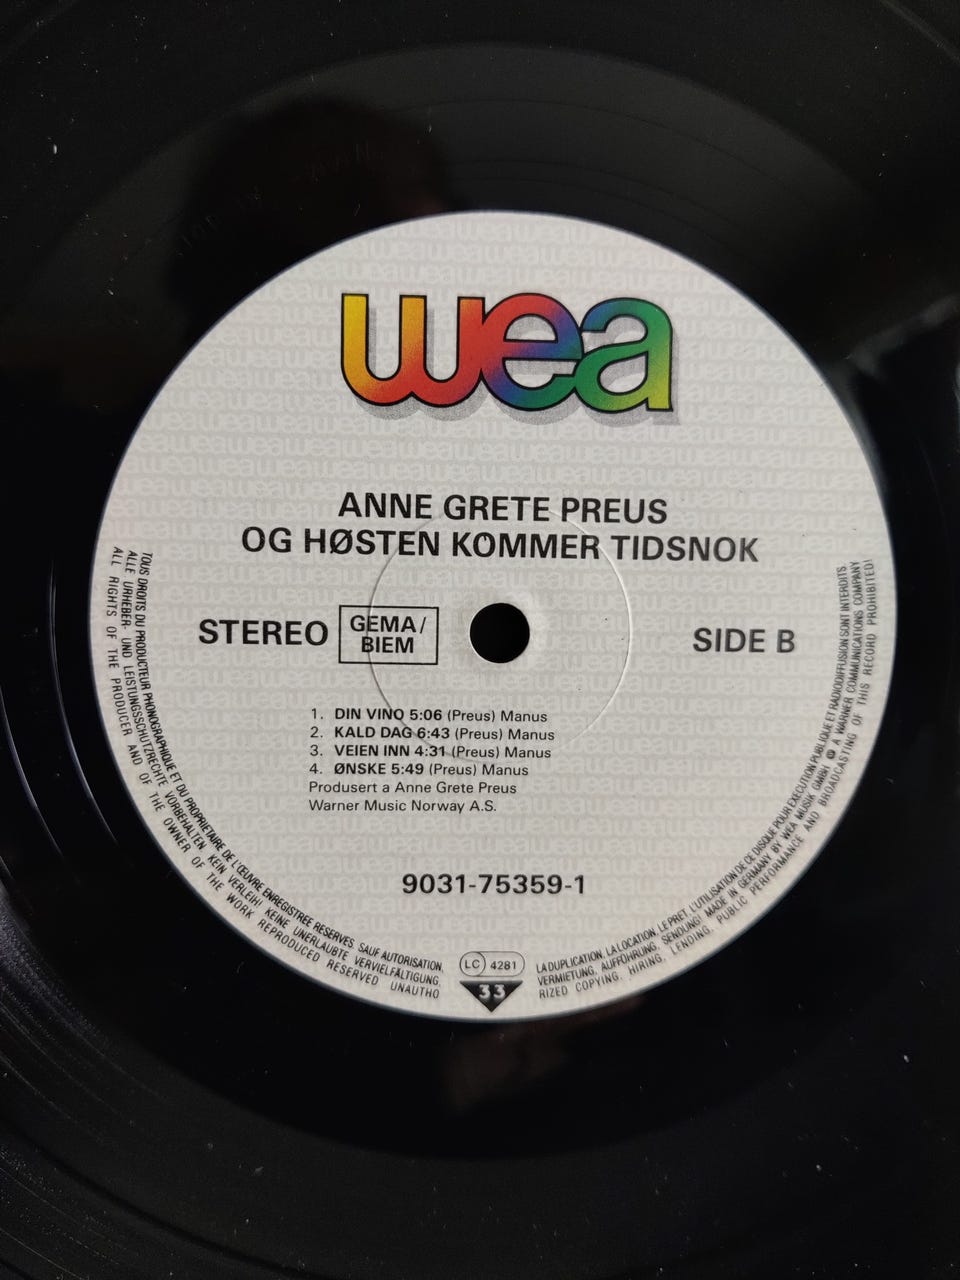 wea
ANNE GRETE PREUS
OG HØSTEN KOMMER TIDSNOK
STEREO GEMA/ BIEM SIDE B
1. DIN VINO 5:06 (Preus) Manus
2. KALD DAG 6:43 (Preus) Manus
3. VEIEN INN 4:31 (Preus) Manus
4. ØNSKE 5:49 (Preus) Manus
Produsert a Anne Grete Preus
Warner Music Norway A.S.
9031-75359-1
LC 4281
33
TOUS DROITS DU PRODUCTEUR PHONOGRAPHIQUE ET DU PROPRIETAIRE DE L'ŒUVRE ENREGISTREE RESERVES. SAUF AUTORISATION, LA DUPLICATION, LA LOCATION, LE PRET, L'UTILISATION DE CE DISQUE POUR EXECUTION PUBLIQUE ET RADIODIFFUSION SONT INTERDITS.
ALLE URHEBER- UND LEISTUNGSSCHUTZRECHTE VORBEHALTEN. KEIN VERLEIH! KEINE UNERLAUBTE VERVIELFÄLTIGUNG, VERMIETUNG, AUFFÜHRUNG, SENDUNG! MADE IN GERMANY BY WEA MUSIK GMBH A WARNER COMMUNICATIONS COMPANY
ALL RIGHTS OF THE PRODUCER AND OF THE OWNER OF THE WORK REPRODUCED RESERVED UNAUTHO RIZED COPYING, HIRING, LENDING, PUBLIC PERFORMANCE AND BROADCASTING OF THIS RECORD PROHIBITED!